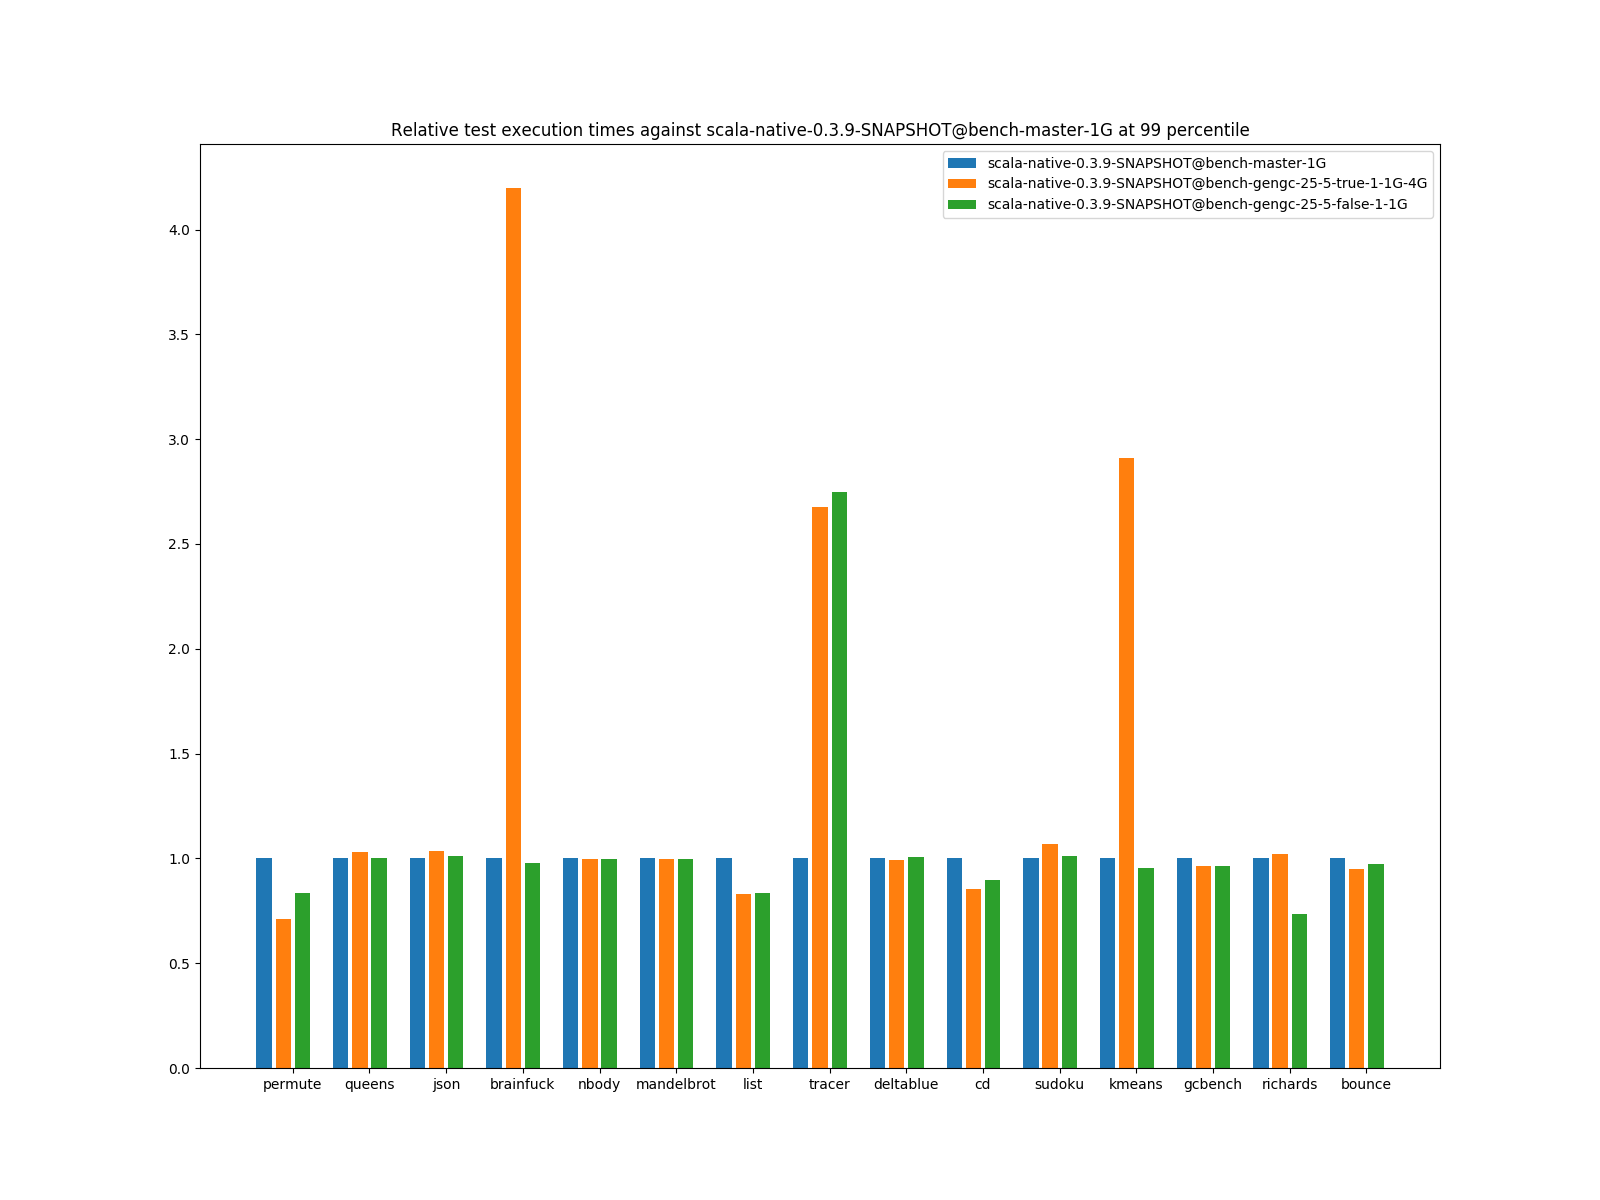 Relative test execution times against scala-native-0.3.9-SNAPSHOT@bench-master-1G at 99 percentile
scala-native-0.3.9-SNAPSHOT@bench-master-1G
scala-native-0.3.9-SNAPSHOT@bench-gengc-25-5-true-1-1G-4G
scala-native-0.3.9-SNAPSHOT@bench-gengc-25-5-false-1-1G
4.0
3.5
3.0
2.5
2.0
1.5
1.0
0.5
0.0
permute queens json brainfuck nbody mandelbrot list tracer deltablue cd sudoku kmeans gcbench richards bounce